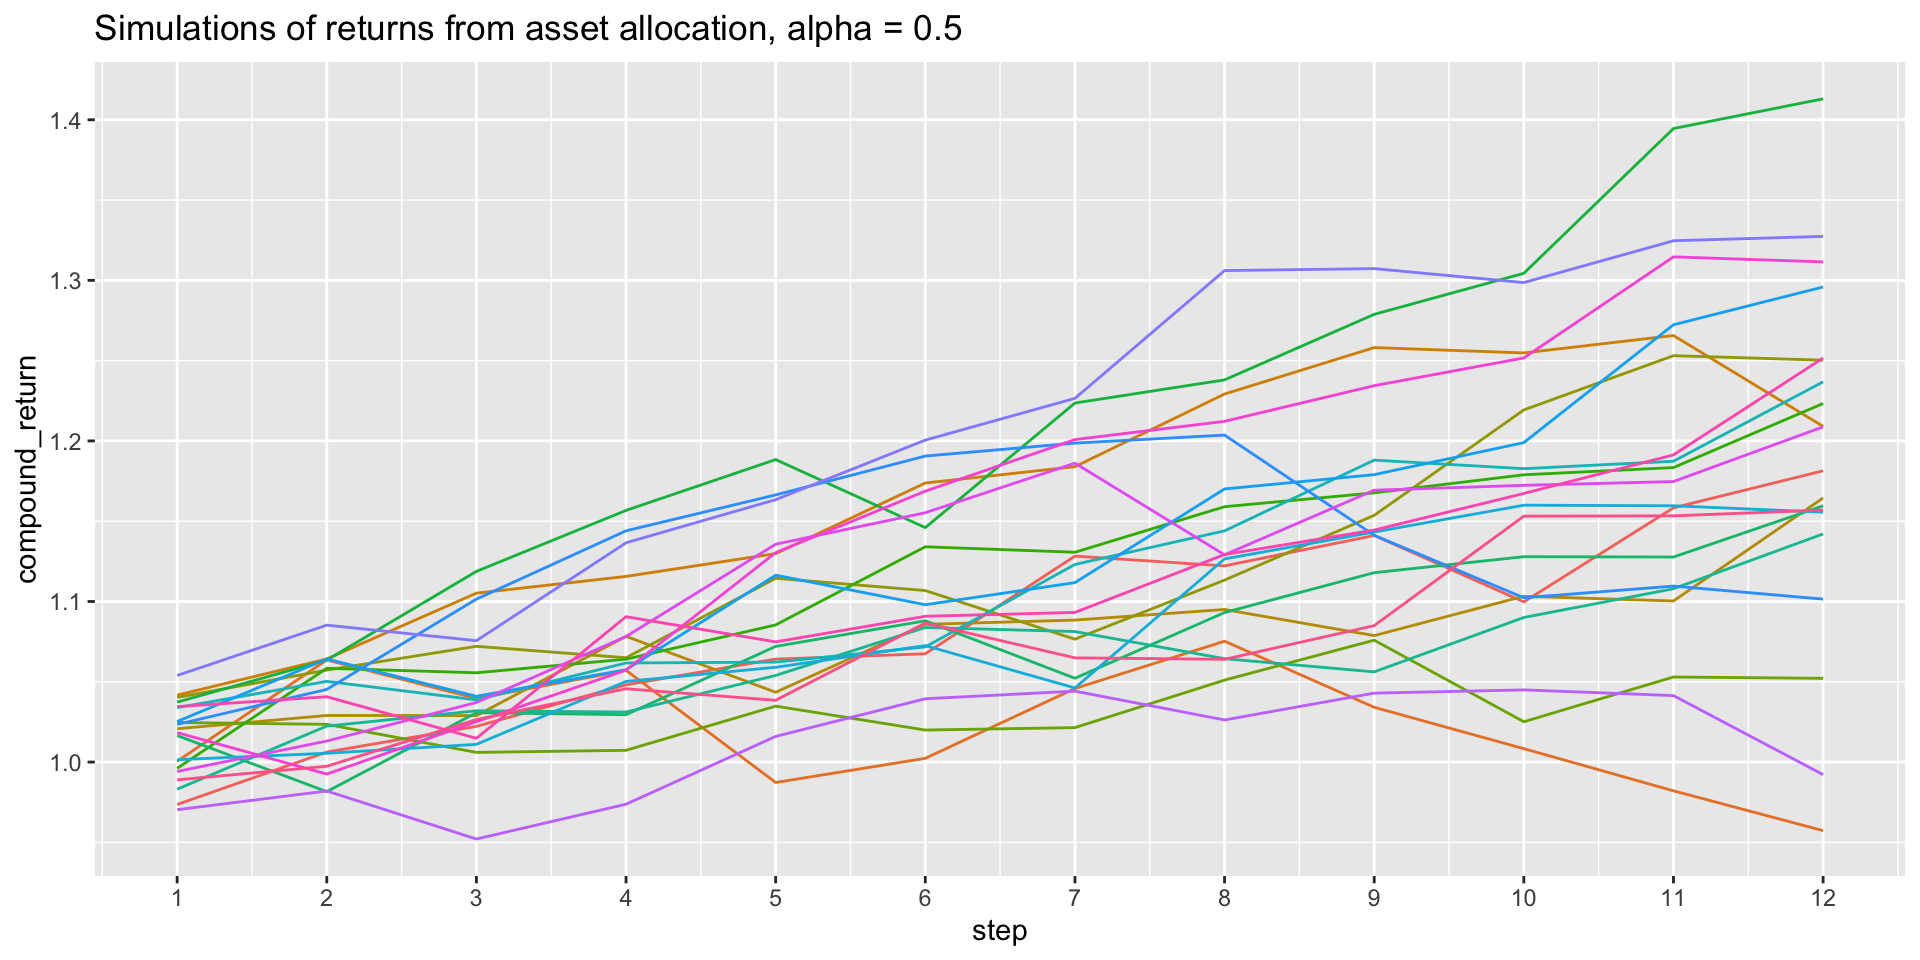 Simulations of returns from asset allocation, alpha = 0.5
compound_return
1.4
1.3
1.2
1.1
1.0
1 2 3 4 5 6 7 8 9 10 11 12
step